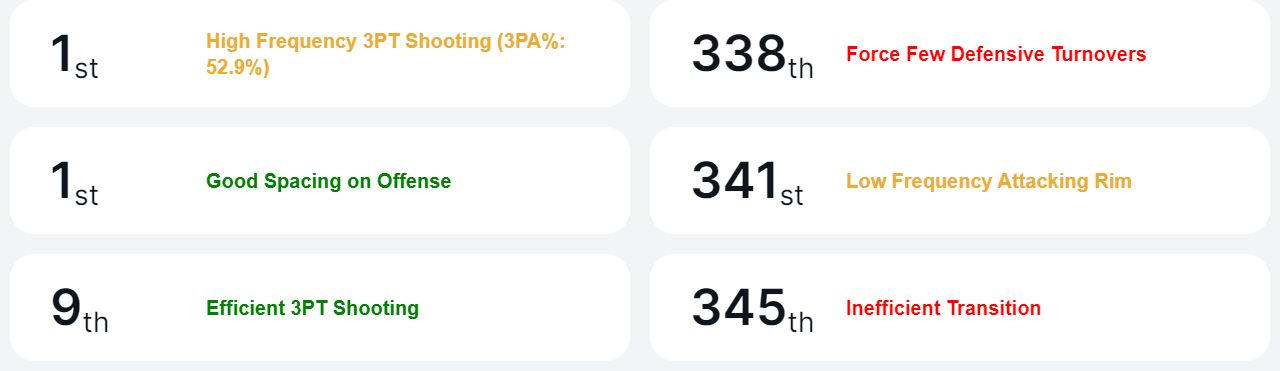 1st
High Frequency 3PT Shooting (3PA%:
52.9%)
338th
Force Few Defensive Turnovers
1st
Good Spacing on Offense
341st
Low Frequency Attacking Rim
9th
Efficient 3PT Shooting
345th
Inefficient Transition